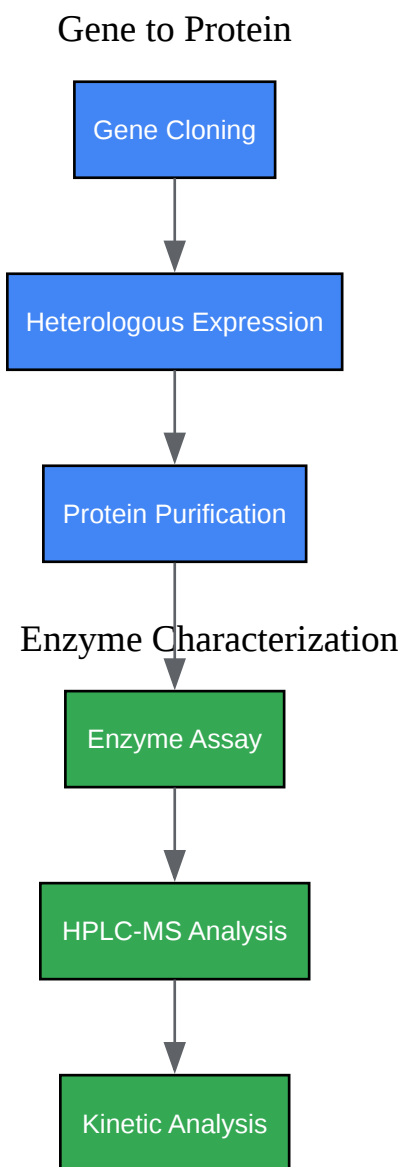 Gene to Protein
Gene Cloning
Heterologous Expression
Protein Purification
Enzyme Characterization
Enzyme Assay
HPLC-MS Analysis
Kinetic Analysis